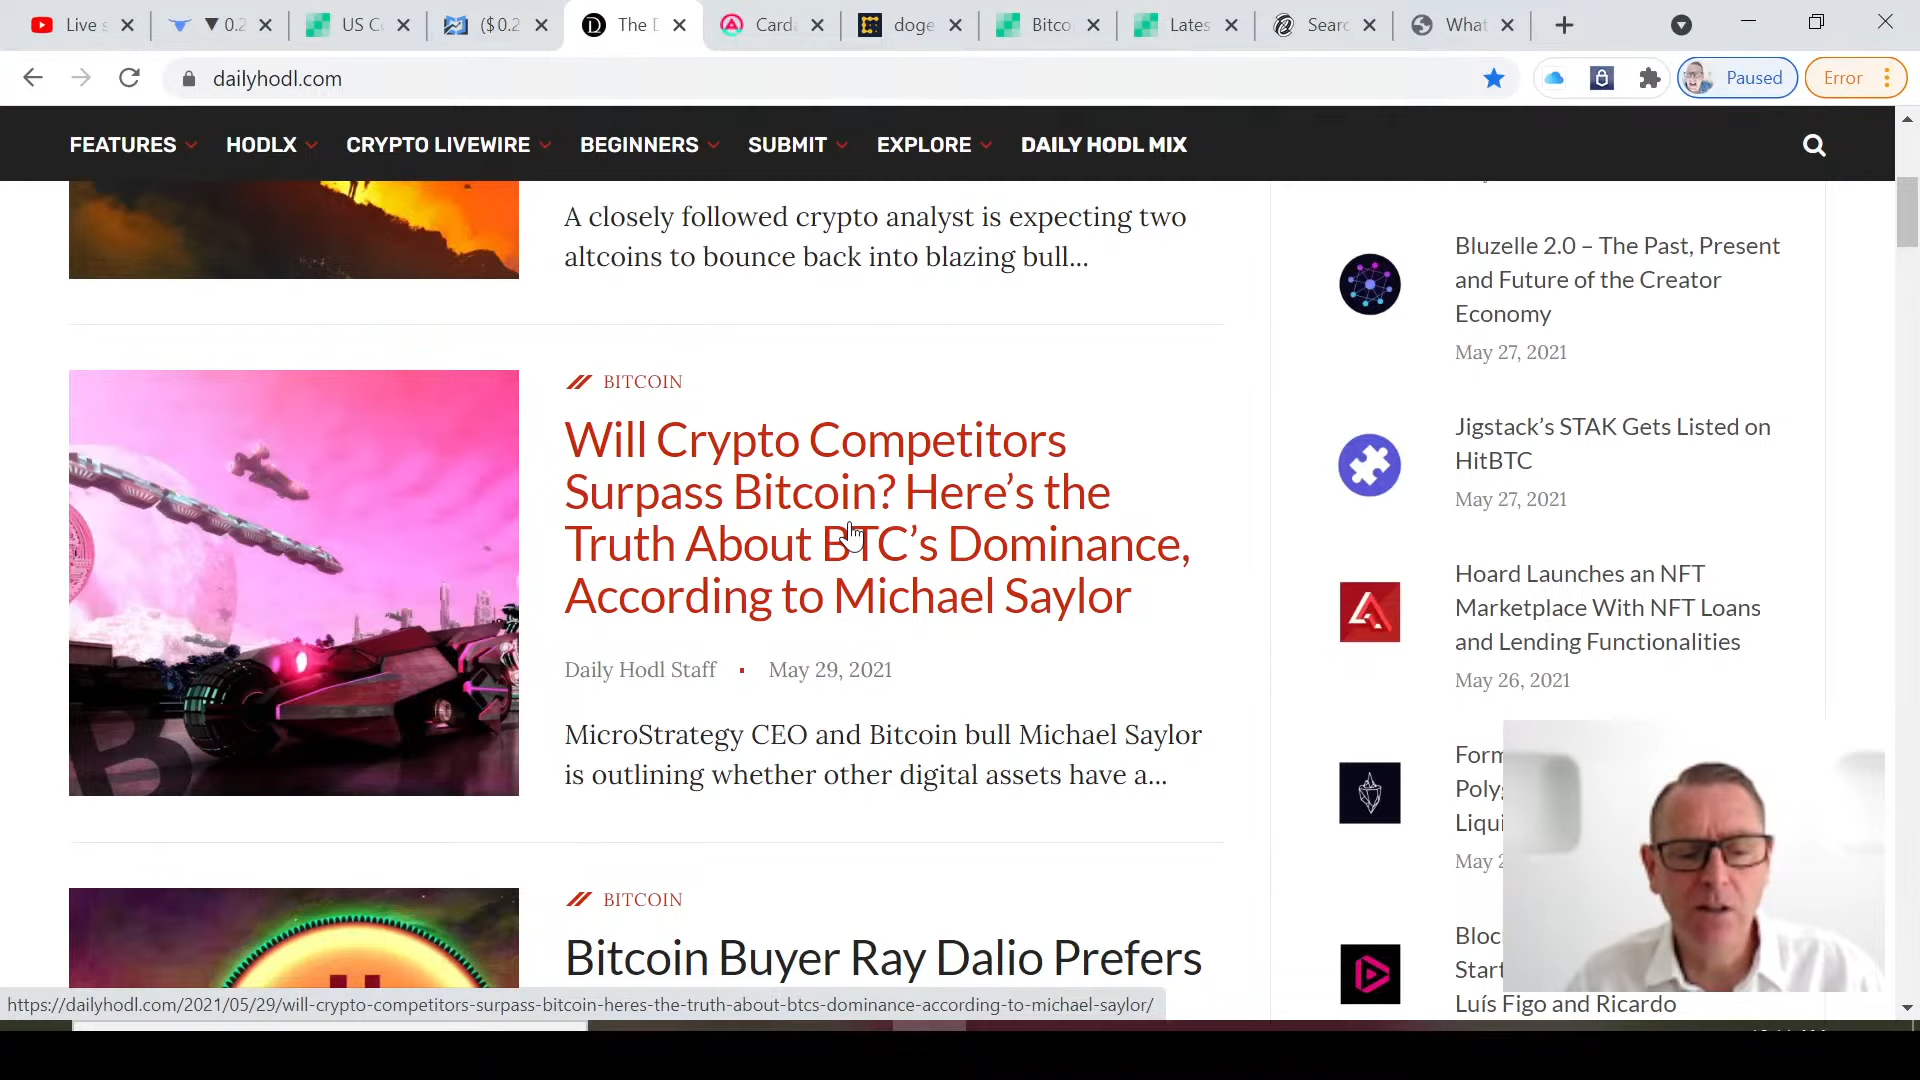 Live s
▼ 0.2
US C
($0.2
The D
Carda
doge
Bitco
Lates
Searc
What
dailyhodl.com
Paused
Error
FEATURES
HODLX
CRYPTO LIVEWIRE
BEGINNERS
SUBMIT
EXPLORE
DAILY HODL MIX
A closely followed crypto analyst is expecting two
altcoins to bounce back into blazing bull...
BITCOIN
Will Crypto Competitors
Surpass Bitcoin? Here’s the
Truth About BTC’s Dominance,
According to Michael Saylor
Daily Hodl Staff ▪ May 29, 2021
MicroStrategy CEO and Bitcoin bull Michael Saylor
is outlining whether other digital assets have a...
BITCOIN
Bitcoin Buyer Ray Dalio Prefers
Bluzelle 2.0 – The Past, Present
and Future of the Creator
Economy
May 27, 2021
Jigstack’s STAK Gets Listed on
HitBTC
May 27, 2021
Hoard Launches an NFT
Marketplace With NFT Loans
and Lending Functionalities
May 26, 2021
Form
Poly
Liqui
May 2
Bloc
Start
Luís Figo and Ricardo
https://dailyhodl.com/2021/05/29/will-crypto-competitors-surpass-bitcoin-heres-the-truth-about-btcs-dominance-according-to-michael-saylor/